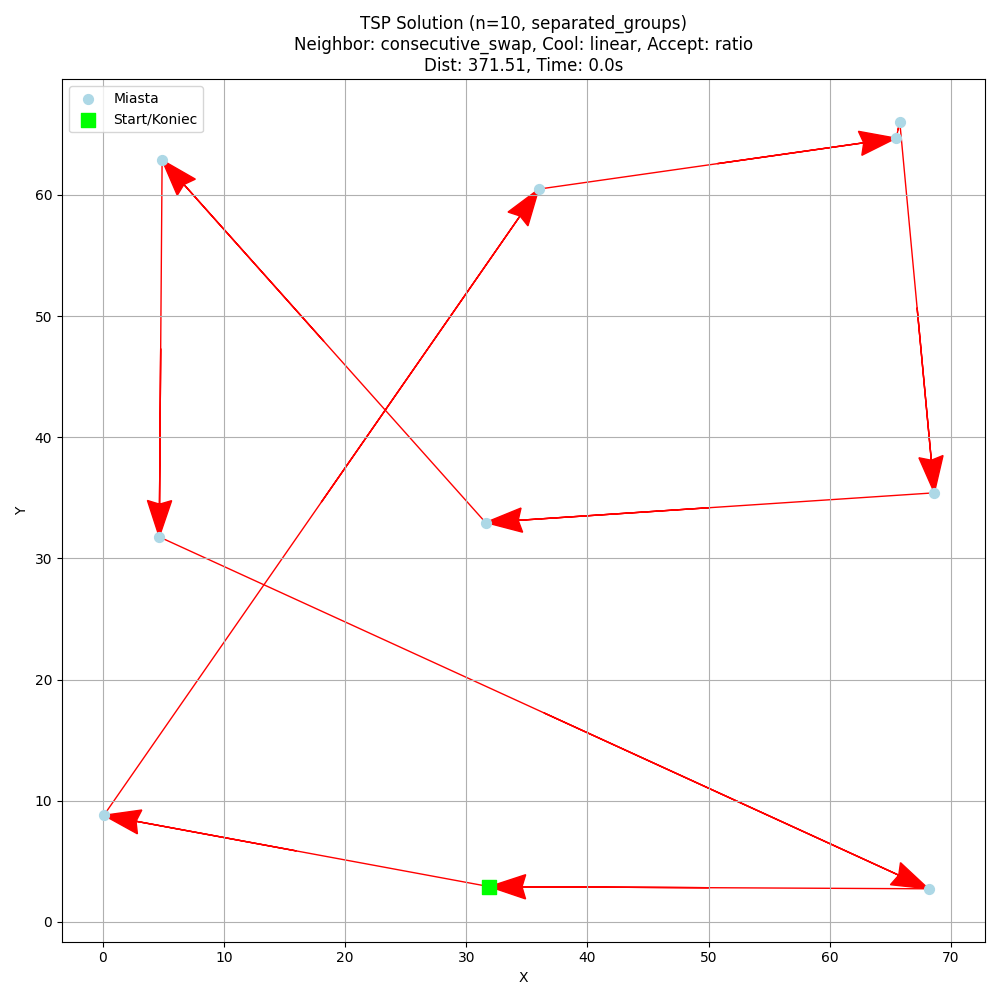 TSP Solution (n=10, separated_groups)
Neighbor: consecutive_swap, Cool: linear, Accept: ratio
Dist: 371.51, Time: 0.0s
Miasta
Start/Koniec
60
50
40
30
20
10
0
Y
0 10 20 30 40 50 60 70
X